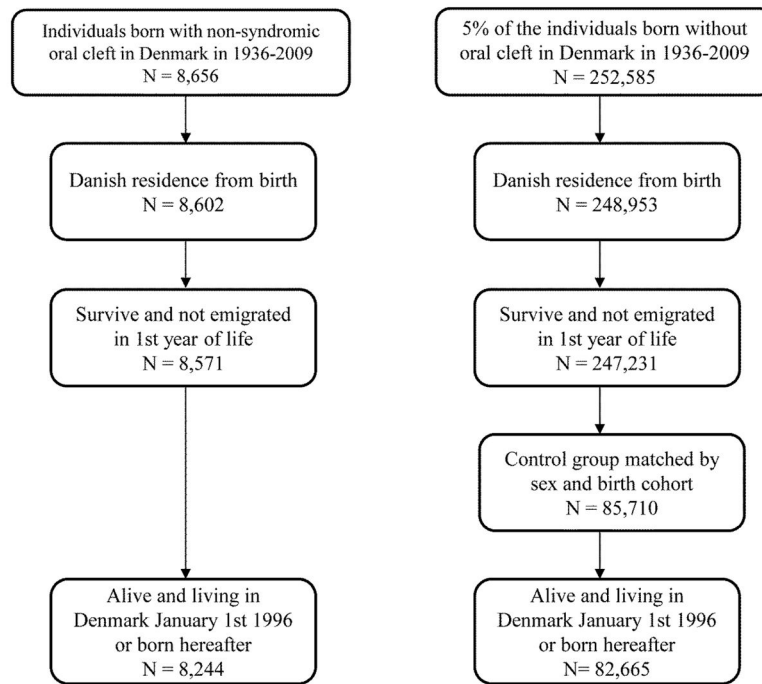 Individuals born with non-syndromic
oral cleft in Denmark in 1936-2009
N = 8,656
Danish residence from birth
N = 8,602
Survive and not emigrated
in 1st year of life
N = 8,571
Alive and living in
Denmark January 1st 1996
or born hereafter
N = 8,244
5% of the individuals born without
oral cleft in Denmark in 1936-2009
N = 252,585
Danish residence from birth
N = 248,953
Survive and not emigrated
in 1st year of life
N = 247,231
Control group matched by
sex and birth cohort
N = 85,710
Alive and living in
Denmark January 1st 1996
or born hereafter
N= 82,665